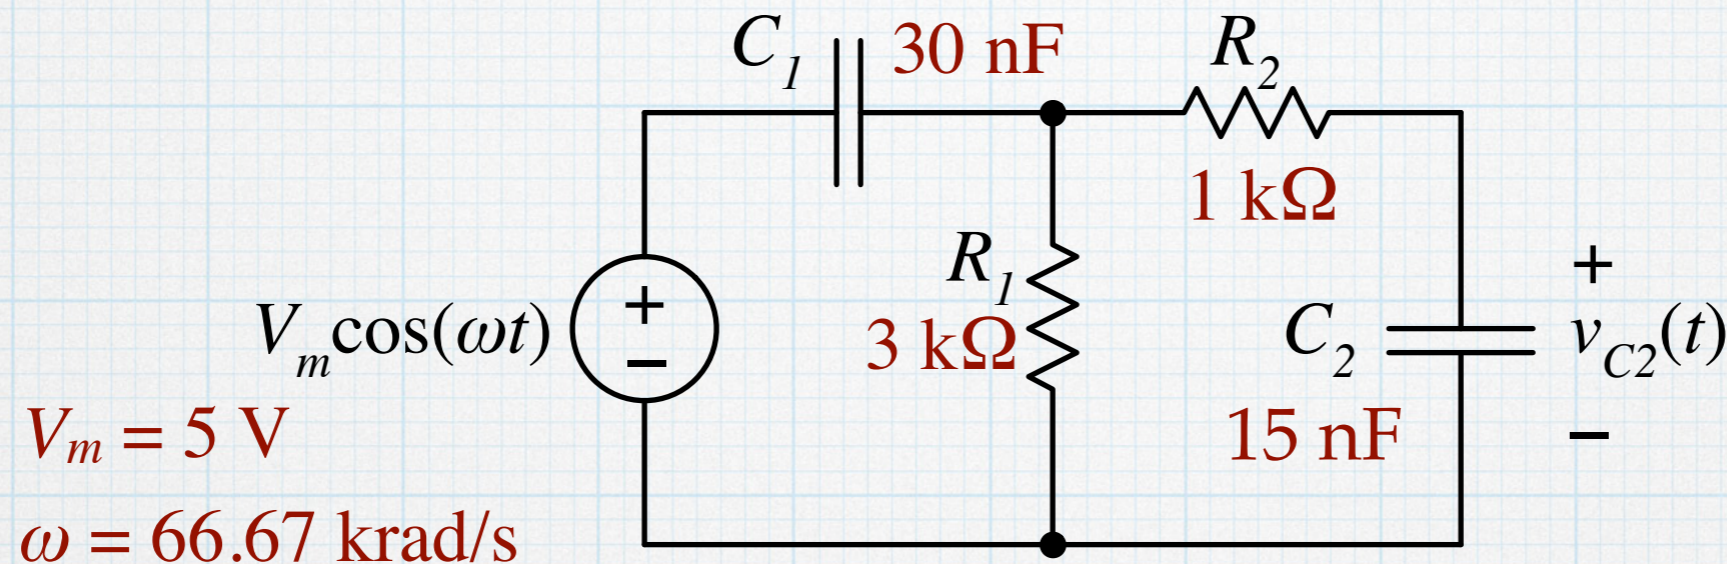 C₁ 30 nF R₂
1 kΩ
R₁
3 kΩ
+
−
Vₘcos(ωt)
C₂
15 nF
+
v_C2(t)
−
Vₘ = 5 V
ω = 66.67 krad/s